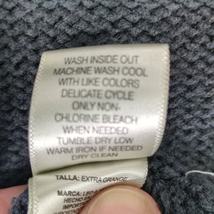 WASH INSIDE OUT
MACHINE WASH COOL
WITH LIKE COLORS
DELICATE CYCLE
ONLY NON-
CHLORINE BLEACH
WHEN NEEDED
TUMBLE DRY LOW
WARM IRON IF NEEDED
DRY CLEAN
TALLA: EXTRA GRANDE
MARCA: